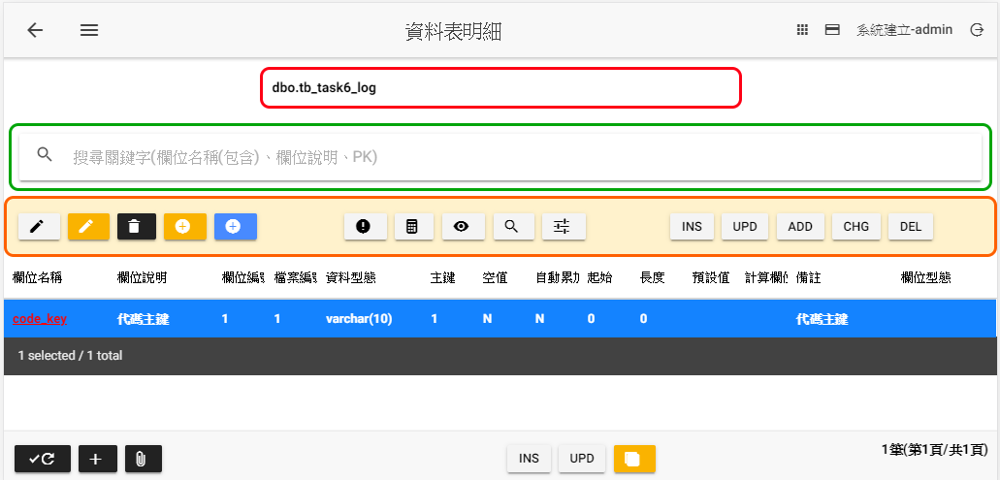 資料表明細
系統建立-admin
dbo.tb_task6_log
搜尋關鍵字(欄位名稱(包含)、欄位說明、PK)
INS UPD ADD CHG DEL
欄位名稱 欄位說明 欄位編 檔案編 資料型態 主鍵 空值 自動累加 起始 長度 預設值 計算欄位 備註 欄位型態
code_key 代碼主鍵 1 1 varchar(10) 1 N N 0 0 代碼主鍵
1 selected / 1 total
INS UPD
1筆(第1頁/共1頁)